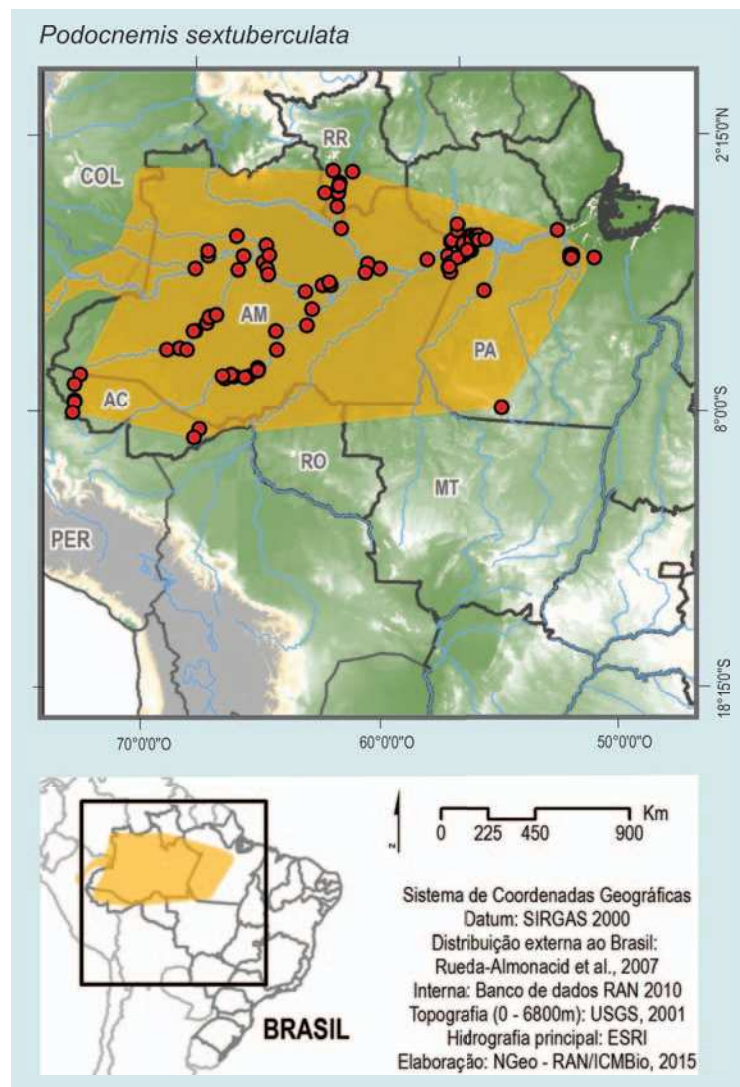 Podocnemis sextuberculata
2°15'0"N
RR
COL
AM
PA
AC
8°0'0"S
RO
MT
PER
18°15'0"S
70°0'0"O
60°0'0"O
50°0'0"O
Km
0 225 450 900
z
Sistema de Coordenadas Geográficas
Datum: SIRGAS 2000
Distribuição externa ao Brasil:
Rueda-Almonacid et al., 2007
Interna: Banco de dados RAN 2010
Topografia (0 - 6800m): USGS, 2001
Hidrografia principal: ESRI
Elaboração: NGeo - RAN/ICMBio, 2015
BRASIL